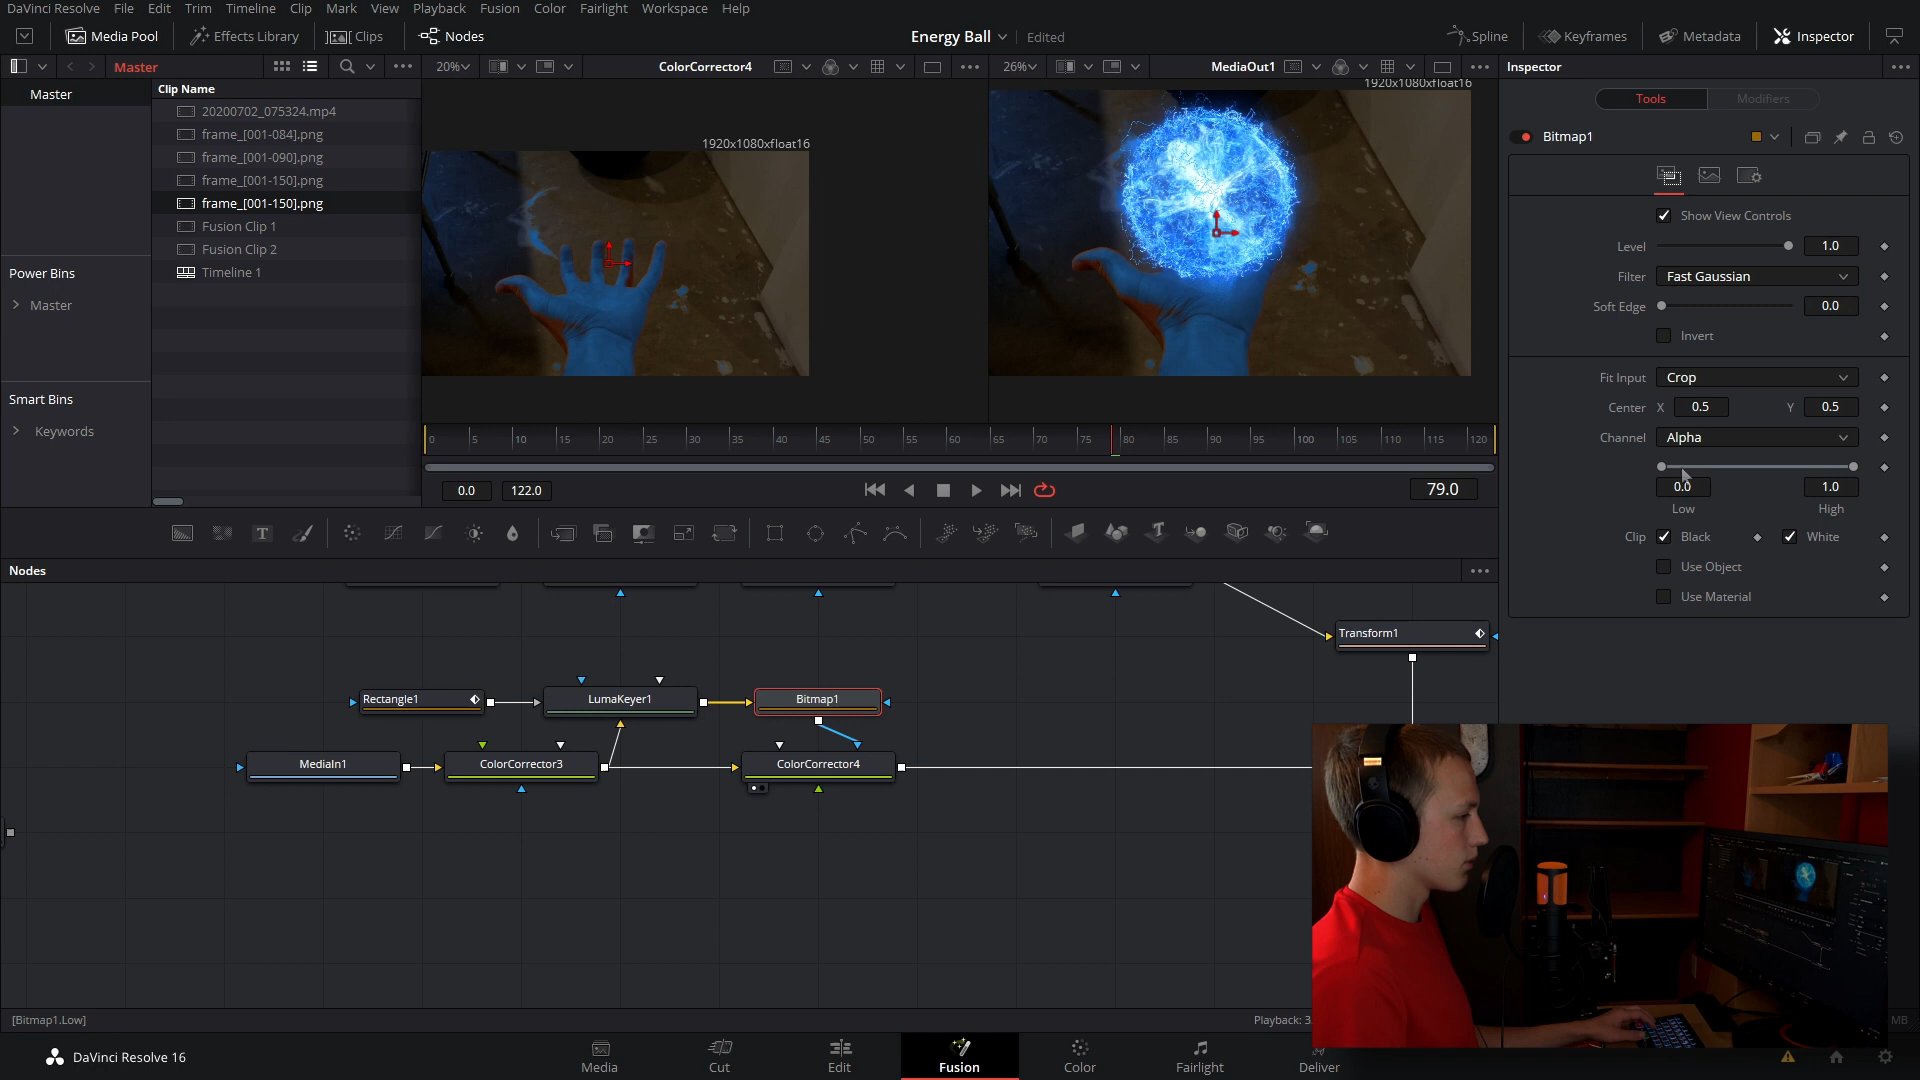 DaVinci Resolve File Edit Trim Timeline Clip Mark View Playback Fusion Color Fairlight Workspace Help
Media Pool Effects Library Clips Nodes Energy Ball Edited Spline Keyframes Metadata Inspector
Master 20% ColorCorrector4 26% MediaOut1 Inspector
Master
Clip Name
20200702_075324.mp4
frame_[001-084].png
frame_[001-090].png
frame_[001-150].png
frame_[001-150].png
Fusion Clip 1
Fusion Clip 2
Timeline 1
Power Bins
Master
Smart Bins
Keywords
1920x1080xfloat16
1920x1080xfloat16
0 5 10 15 20 25 30 35 40 45 50 55 60 65 70 75 80 85 90 95 100 105 110 115 120
0.0 122.0 79.0
Tools Modifiers
Bitmap1
Show View Controls
Level 1.0
Filter Fast Gaussian
Soft Edge 0.0
Invert
Fit Input Crop
Center X 0.5 Y 0.5
Channel Alpha
0.0 1.0
Low High
Clip Black White
Use Object
Use Material
Nodes
Transform1
Rectangle1 LumaKeyer1 Bitmap1
MediaIn1 ColorCorrector3 ColorCorrector4
[Bitmap1.Low] Playback: 3 MB
DaVinci Resolve 16
Media Cut Edit Fusion Color Fairlight Deliver